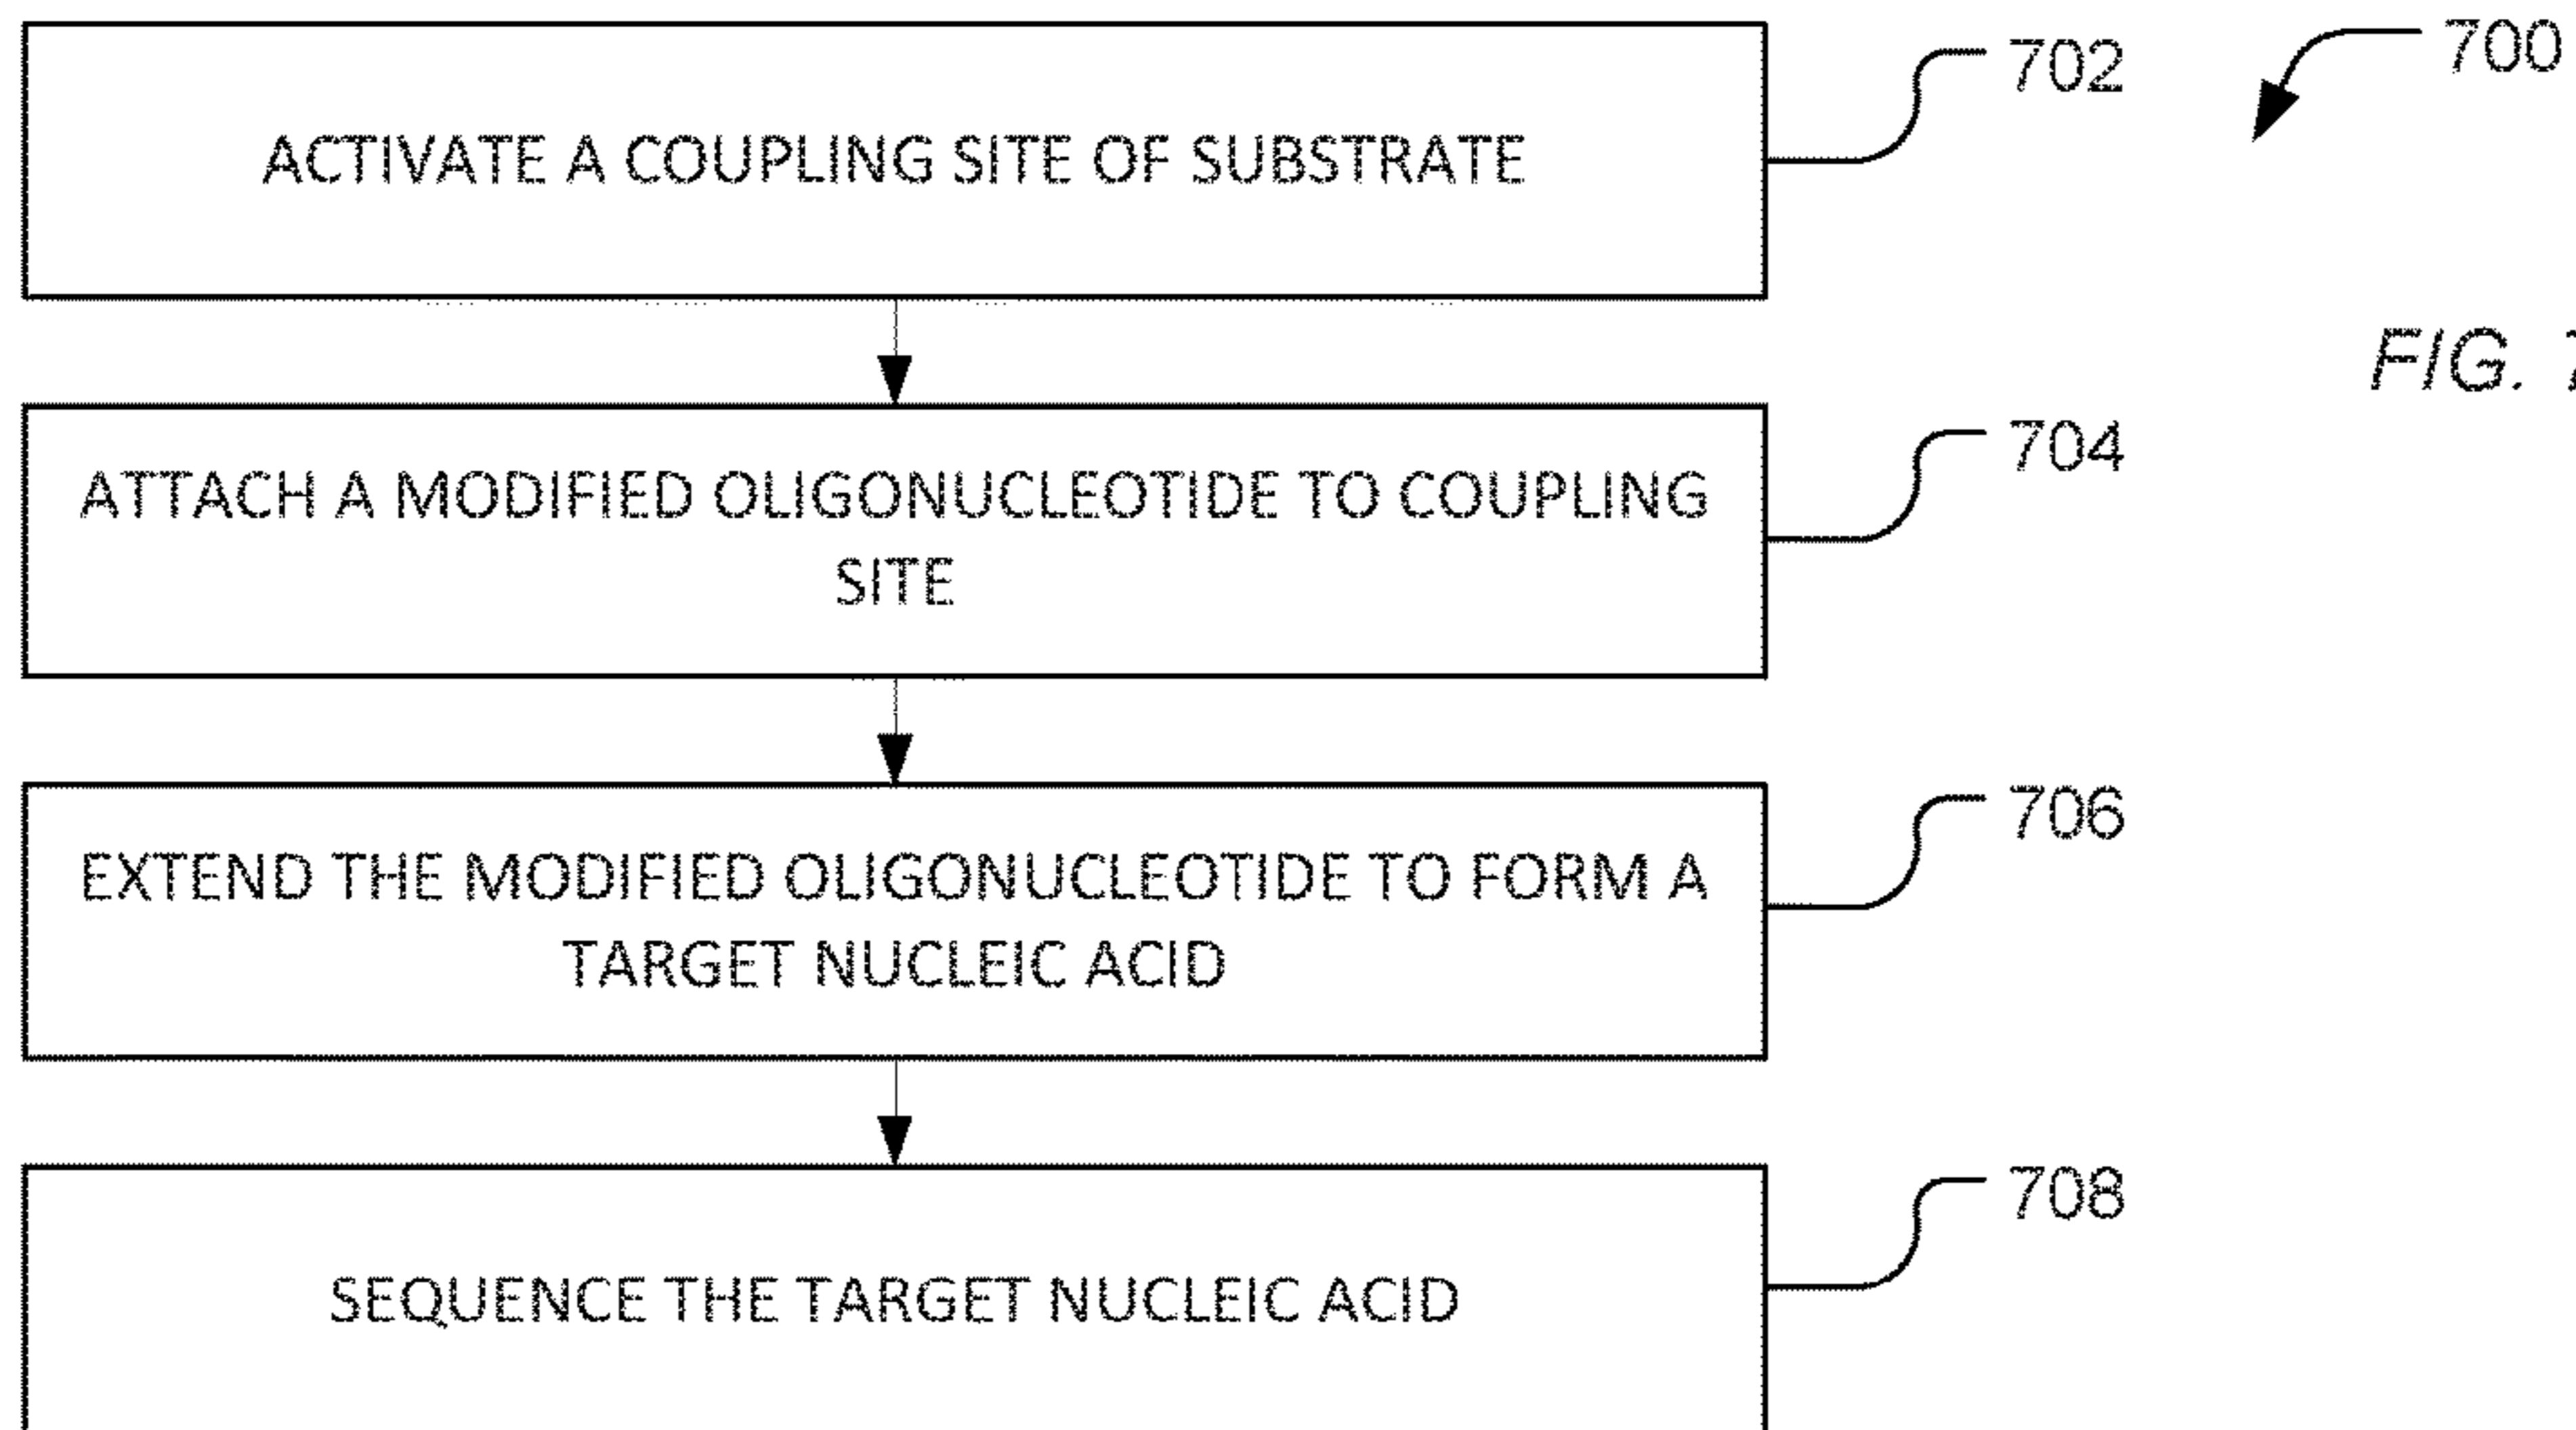 700
702
ACTIVATE A COUPLING SITE OF SUBSTRATE
FIG. 7
704
ATTACH A MODIFIED OLIGONUCLEOTIDE TO COUPLING
SITE
706
EXTEND THE MODIFIED OLIGONUCLEOTIDE TO FORM A
TARGET NUCLEIC ACID
708
SEQUENCE THE TARGET NUCLEIC ACID